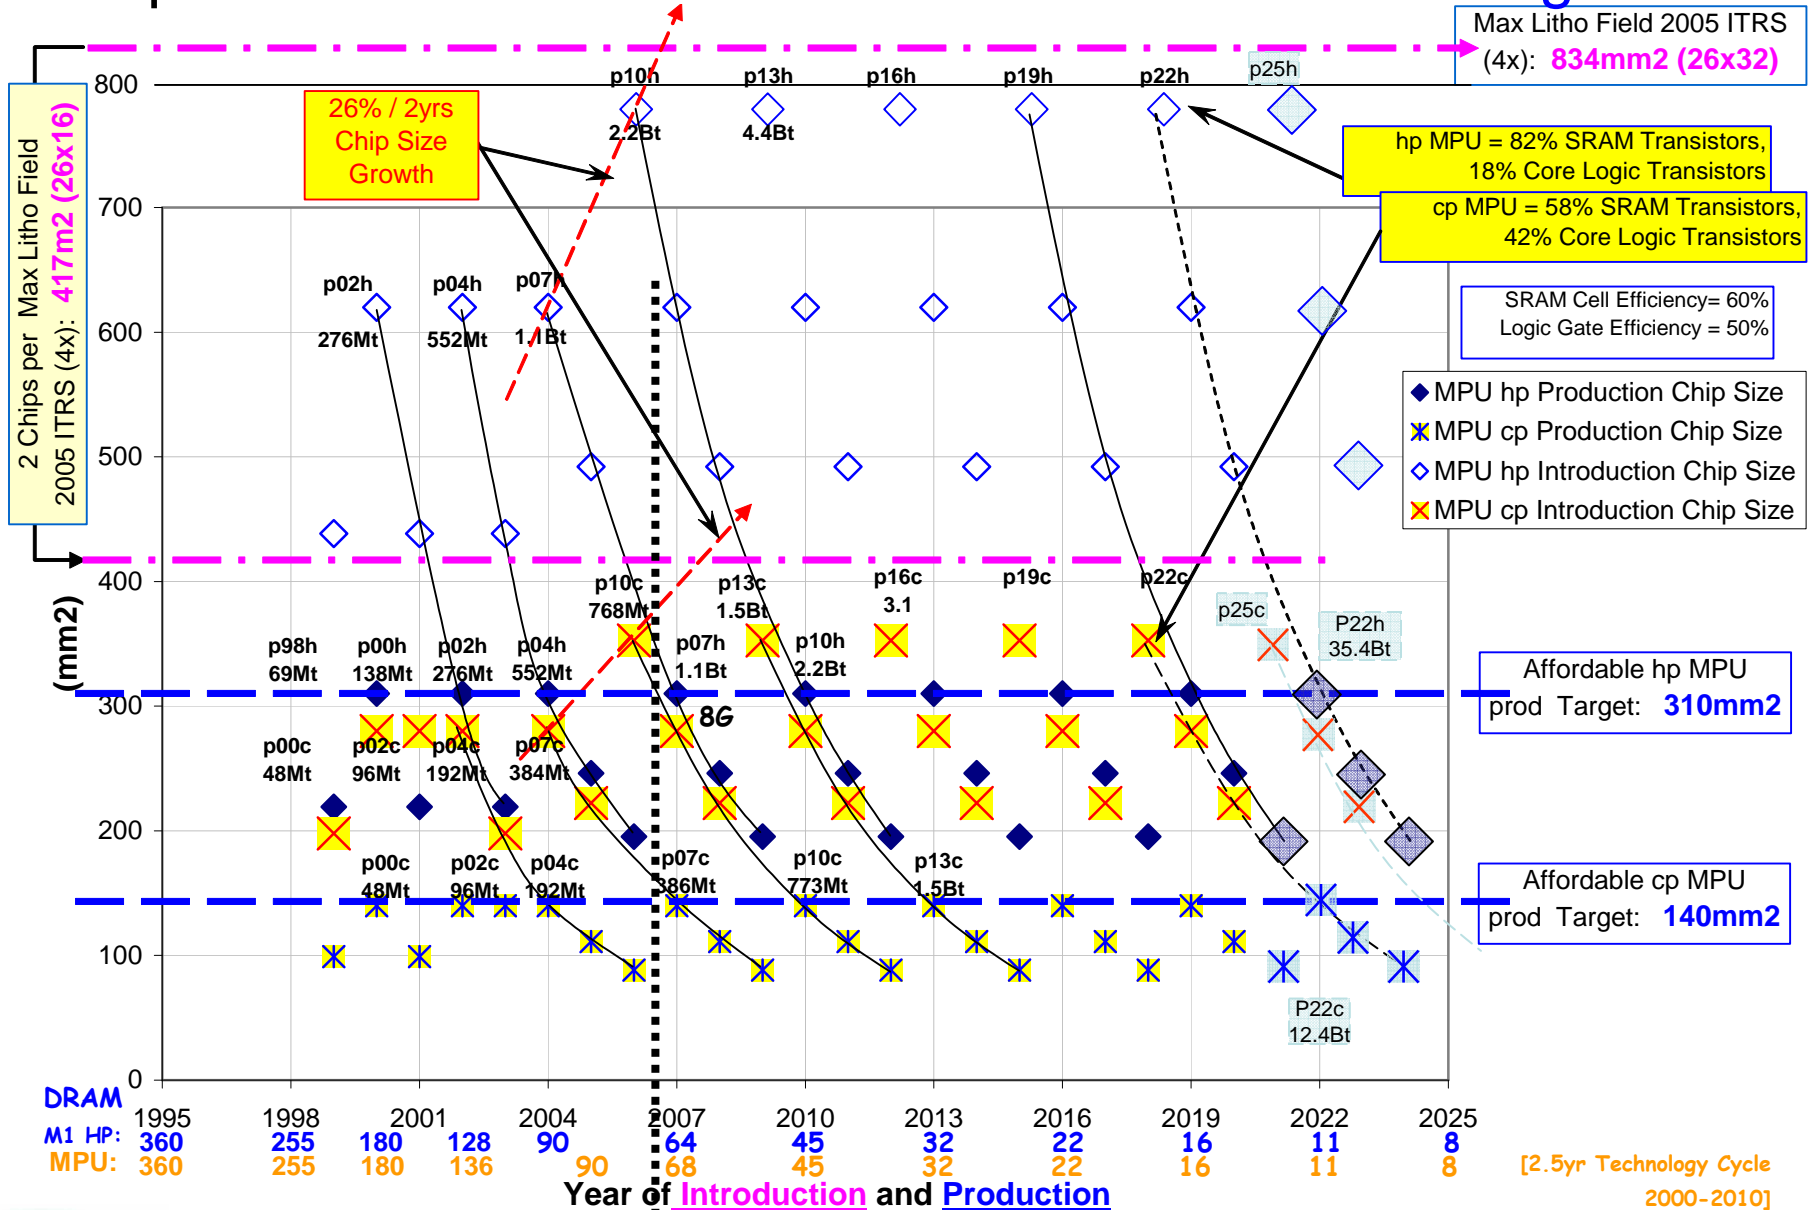 Max Litho Field 2005 ITRS
(4x): 834mm2 (26x32)
2 Chips per Max Litho Field
2005 ITRS (4x): 417m2 (26x16)
26% / 2yrs
Chip Size
Growth
p10h
2.2Bt
p13h
4.4Bt
p16h
p19h
p22h
p25h
hp MPU = 82% SRAM Transistors,
18% Core Logic Transistors
cp MPU = 58% SRAM Transistors,
42% Core Logic Transistors
SRAM Cell Efficiency= 60%
Logic Gate Efficiency = 50%
MPU hp Production Chip Size
MPU cp Production Chip Size
MPU hp Introduction Chip Size
MPU cp Introduction Chip Size
p02h
276Mt
p04h
552Mt
p07h
1.1Bt
p10c
768Mt
p13c
1.5Bt
p16c
3.1
p19c
p22c
p25c
P22h
35.4Bt
p98h
69Mt
p00h
138Mt
p02h
276Mt
p04h
552Mt
p07h
1.1Bt
p10h
2.2Bt
8G
Affordable hp MPU
prod Target: 310mm2
p00c
48Mt
p02c
96Mt
p04c
192Mt
p07c
384Mt
p00c
48Mt
p02c
96Mt
p04c
192Mt
p07c
386Mt
p10c
773Mt
p13c
1.5Bt
Affordable cp MPU
prod Target: 140mm2
P22c
12.4Bt
(mm2)
800
700
600
500
400
300
200
100
0
1995 1998 2001 2004 2007 2010 2013 2016 2019 2022 2025
DRAM
M1 HP: 360 255 180 128 90 64 45 32 22 16 11 8
MPU: 360 255 180 136 90 68 45 32 22 16 11 8
[2.5yr Technology Cycle
2000-2010]
Year of Introduction and Production